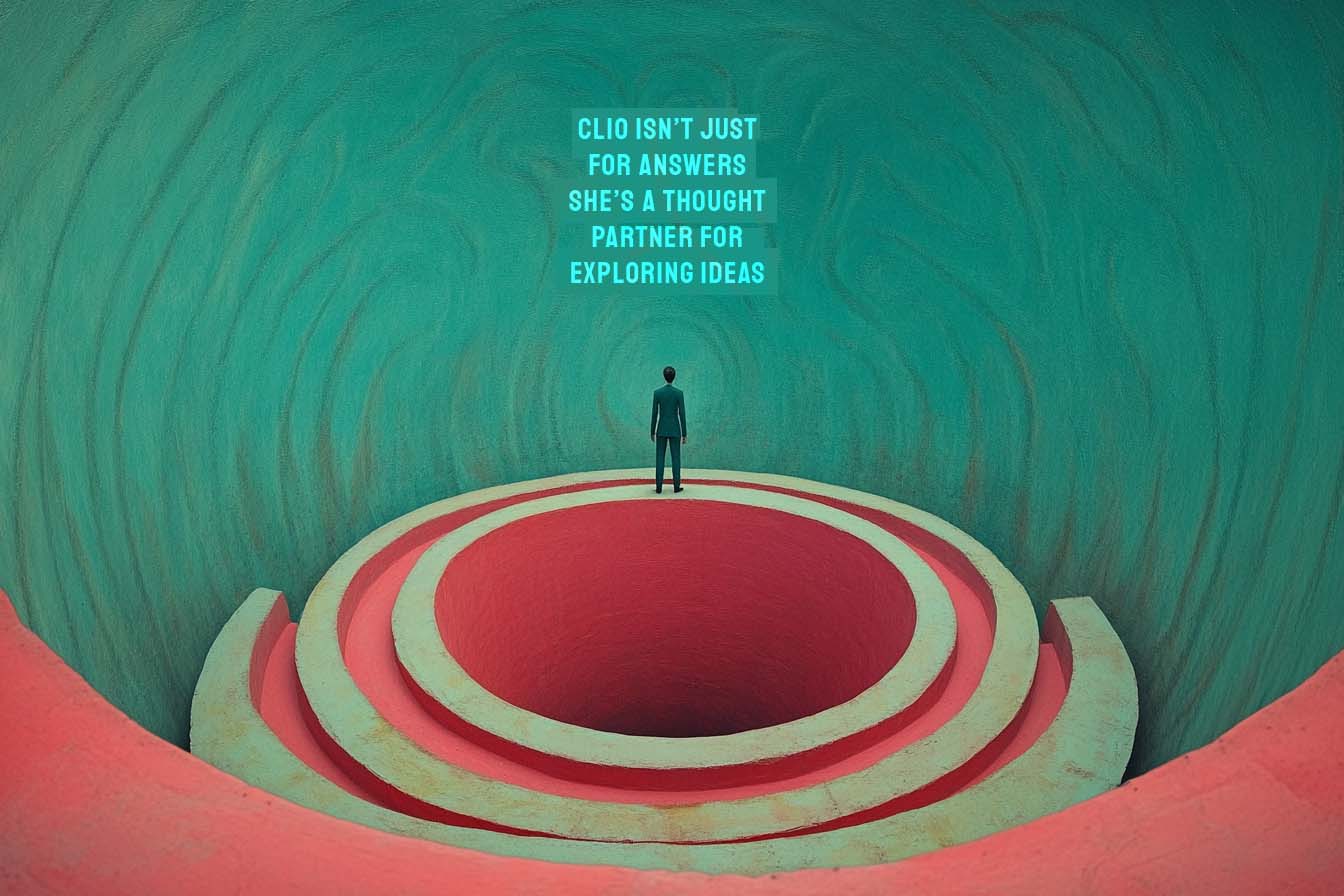 CLIO ISN'T JUST
FOR ANSWERS
SHE'S A THOUGHT
PARTNER FOR
EXPLORING IDEAS